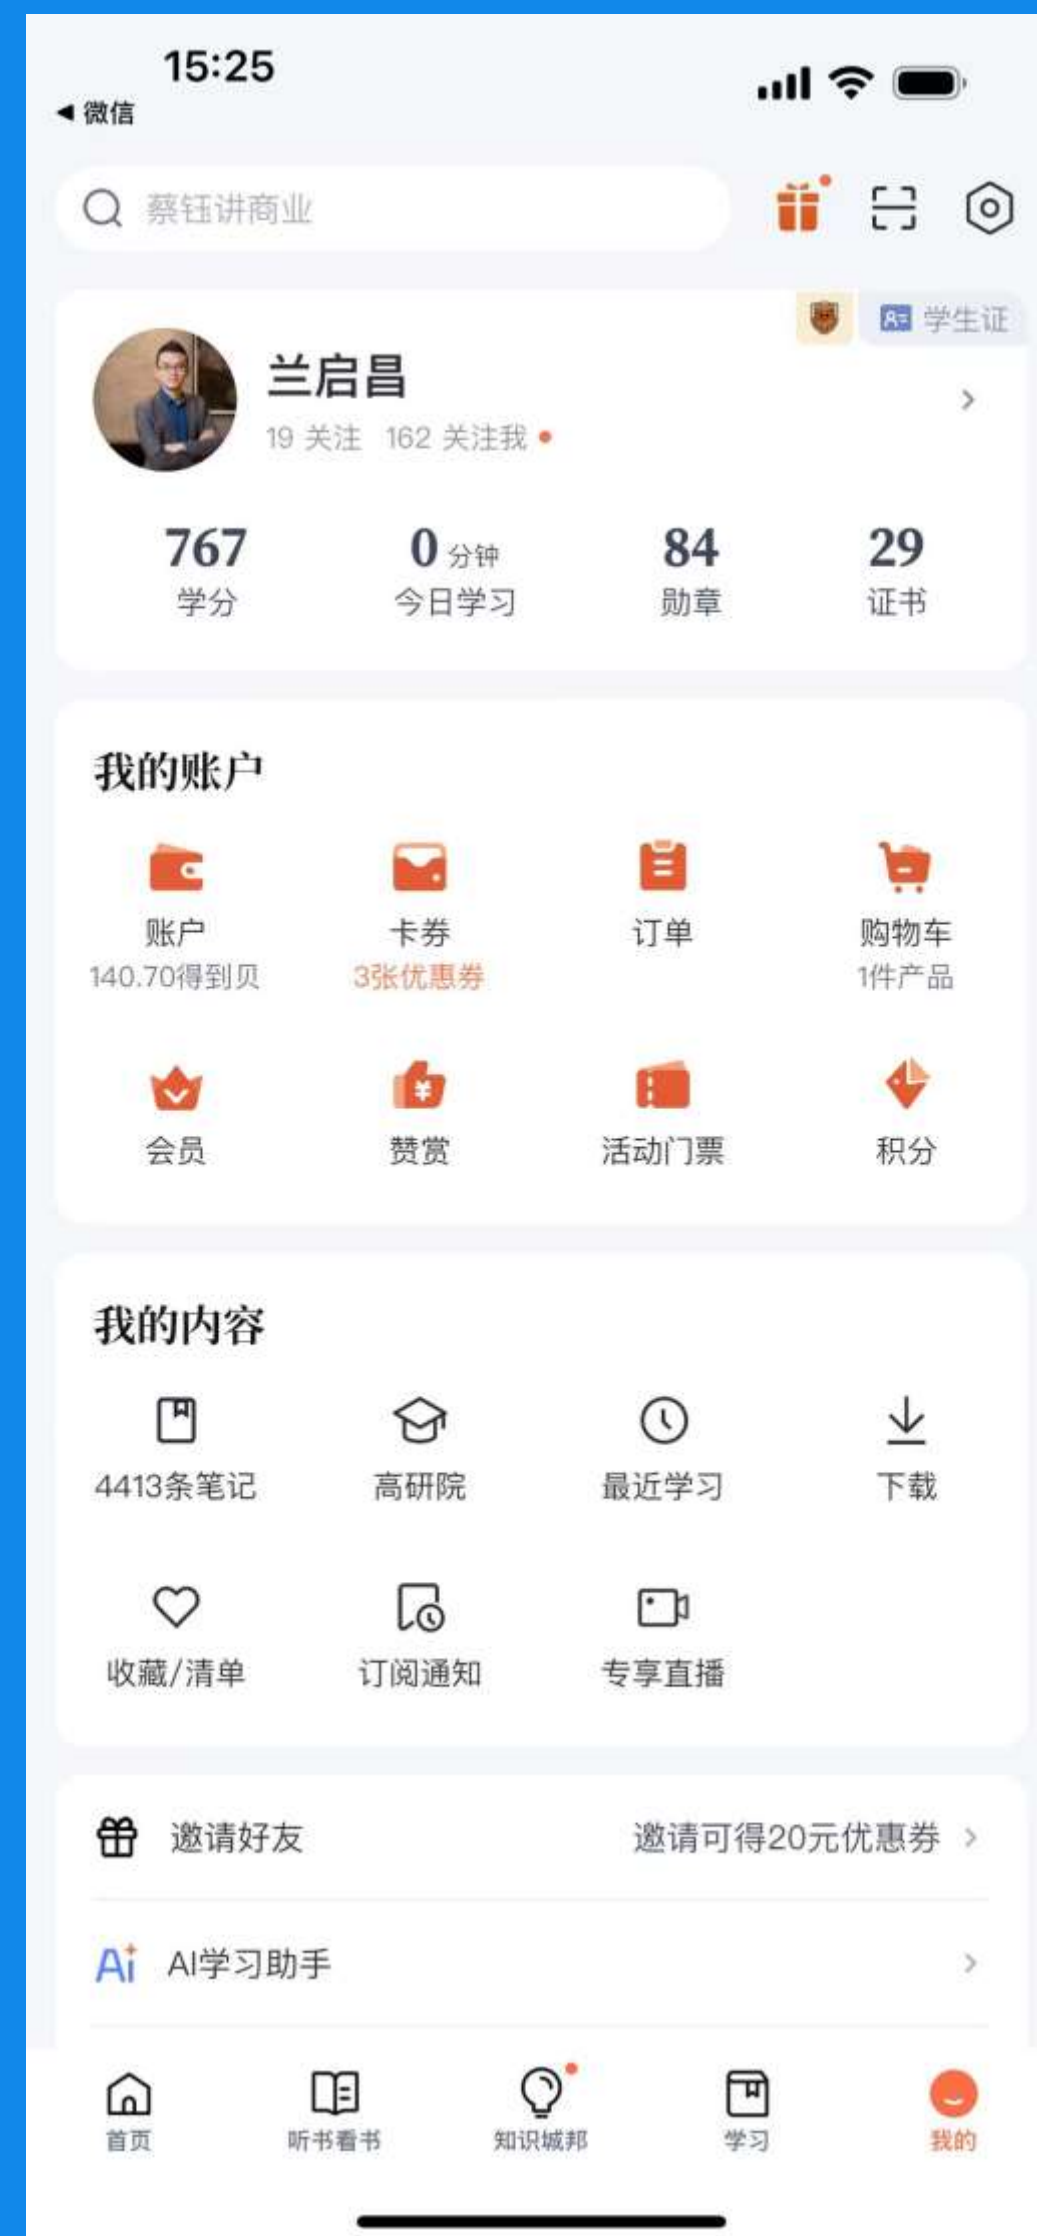 15:25
◀ 微信
蔡钰讲商业
学生证
兰启昌
19 关注 162 关注我
767 0 分钟 84 29
学分 今日学习 勋章 证书
我的账户
账户 卡券 订单 购物车
140.70得到贝 3张优惠券 1件产品
会员 赞赏 活动门票 积分
我的内容
4413条笔记 高研院 最近学习 下载
收藏/清单 订阅通知 专享直播
邀请好友 邀请可得20元优惠券
Ai AI学习助手
首页 听书看书 知识城邦 学习 我的